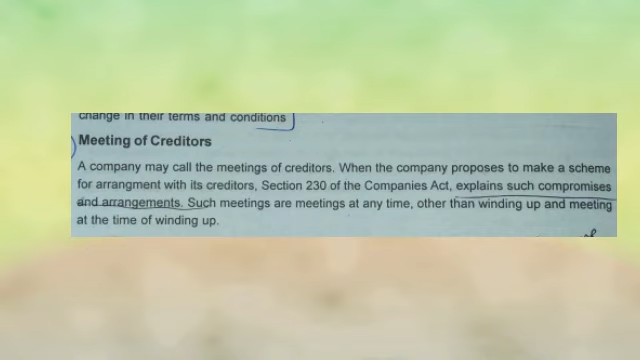 change in their terms and conditions
Meeting of Creditors
A company may call the meetings of creditors. When the company proposes to make a scheme
for arrangment with its creditors, Section 230 of the Companies Act, explains such compromises
and arrangements. Such meetings are meetings at any time, other than winding up and meeting
at the time of winding up.